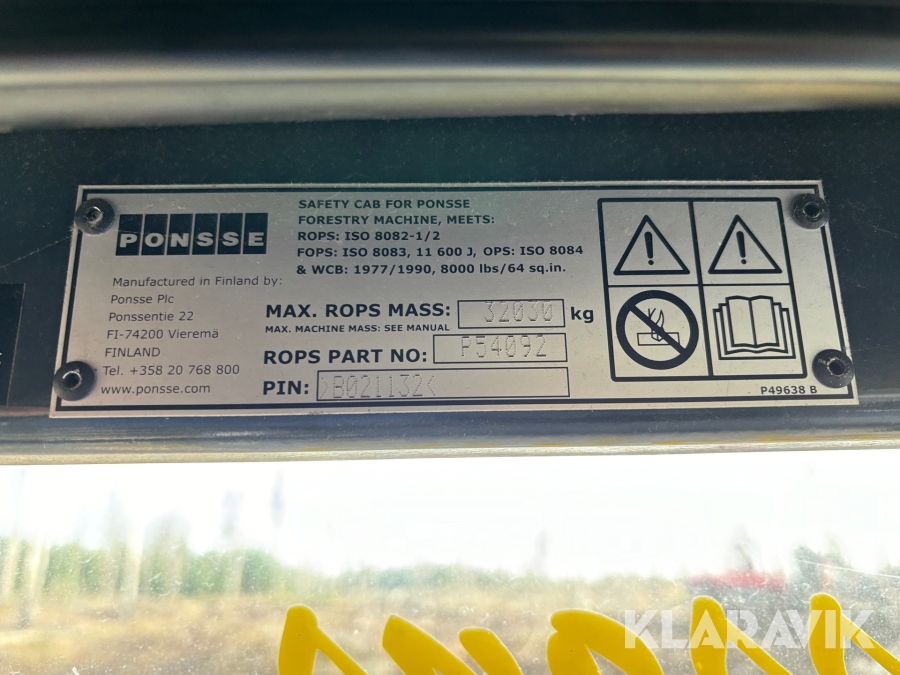 PONSSE
Manufactured in Finland by:
Ponsse Plc
Ponssentie 22
FI-74200 Vieremä
FINLAND
Tel. +358 20 768 800
www.ponsse.com
SAFETY CAB FOR PONSSE
FORESTRY MACHINE, MEETS:
ROPS: ISO 8082-1/2
FOPS: ISO 8083, 11 600 J, OPS: ISO 8084
& WCB: 1977/1990, 8000 lbs/64 sq.in.
MAX. ROPS MASS: 32030 kg
MAX. MACHINE MASS: SEE MANUAL
ROPS PART NO: P54092
PIN: >B021132<
P49638 B
KLARAVIK